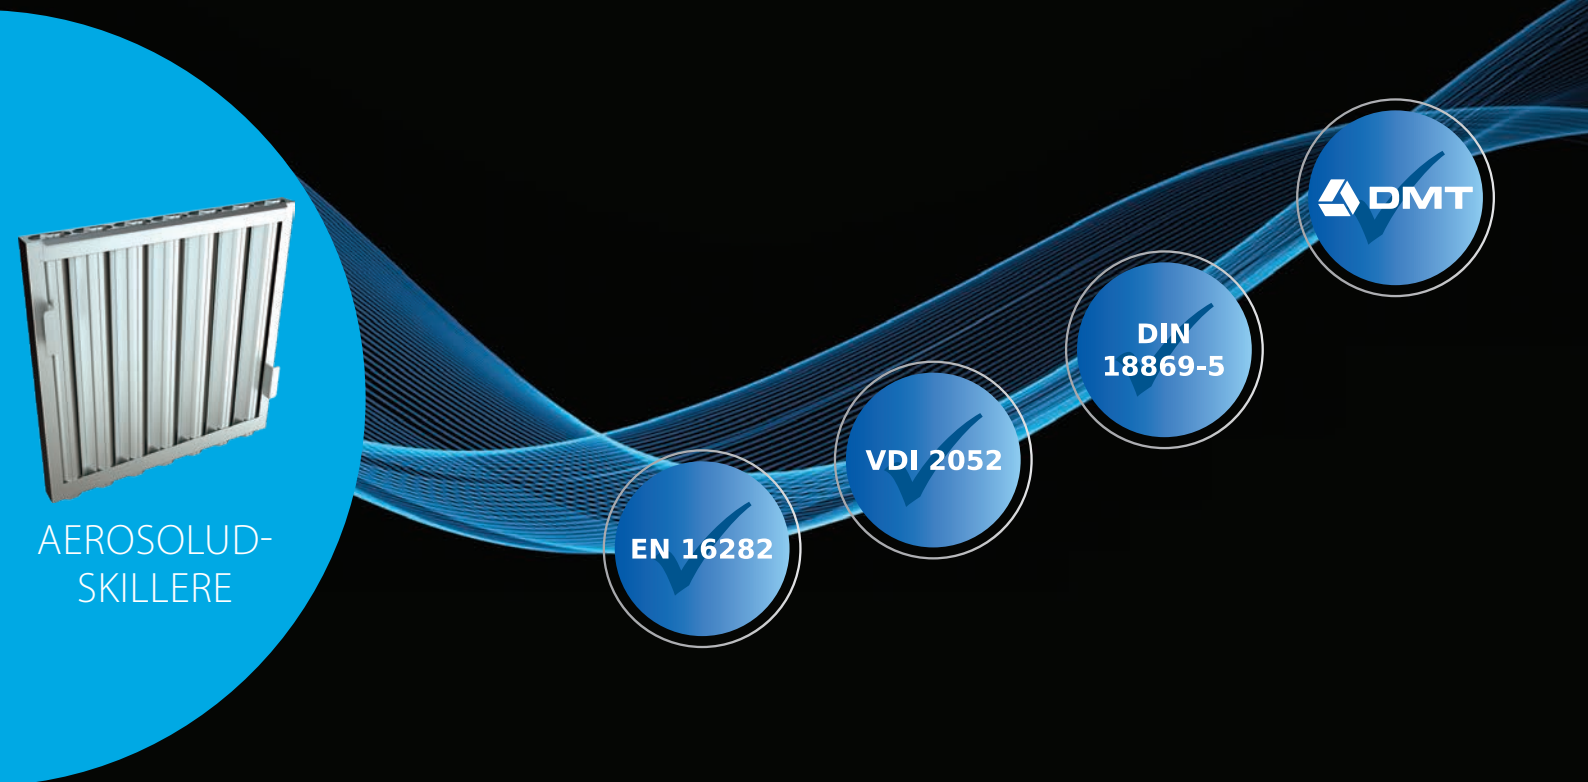 AEROSOLUD-
SKILLERE
EN 16282
VDI 2052
DIN
18869-5
DMT